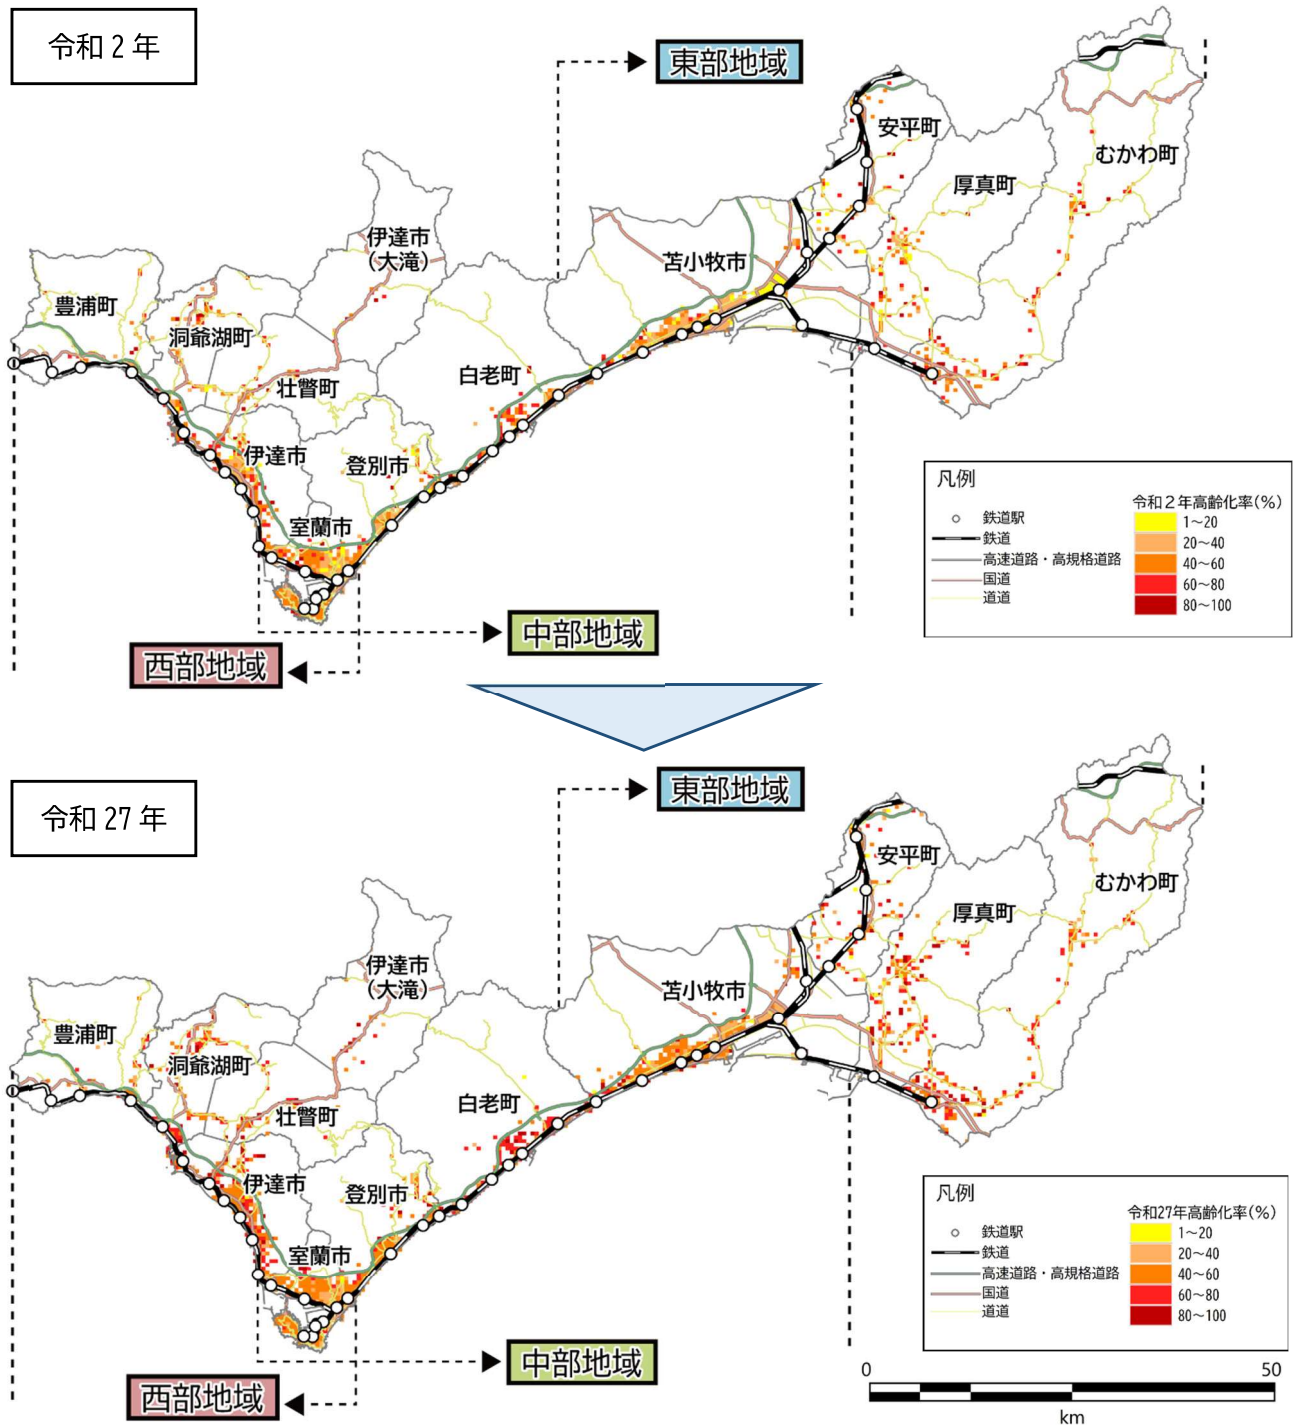 令和２年
東部地域
安平町
むかわ町
厚真町
伊達市
（大滝）
苫小牧市
豊浦町
洞爺湖町
白老町
壮瞥町
伊達市
登別市
室蘭市
凡例
令和２年高齢化率(%)
鉄道駅
鉄道
高速道路・高規格道路
国道
道道
1～20
20～40
40～60
60～80
80～100
中部地域
西部地域
令和 27 年
東部地域
安平町
むかわ町
厚真町
伊達市
（大滝）
苫小牧市
豊浦町
洞爺湖町
白老町
壮瞥町
伊達市
登別市
室蘭市
凡例
令和27年高齢化率(%)
鉄道駅
鉄道
高速道路・高規格道路
国道
道道
1～20
20～40
40～60
60～80
80～100
中部地域
西部地域
0 50
km